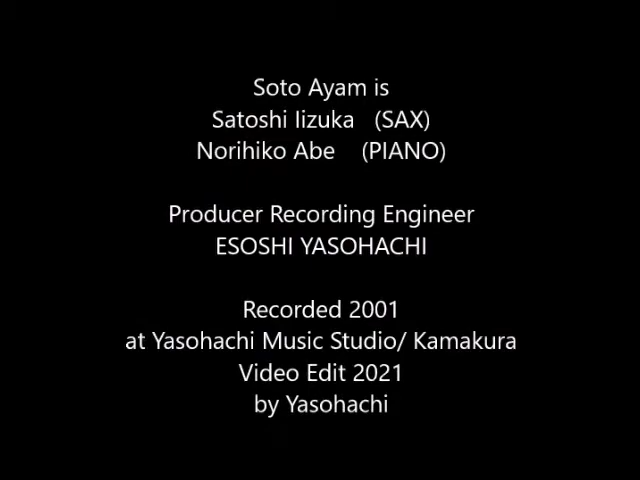 Soto Ayam is
Satoshi Iizuka (SAX)
Norihiko Abe (PIANO)
Producer Recording Engineer
ESOSHI YASOHACHI
Recorded 2001
at Yasohachi Music Studio/ Kamakura
Video Edit 2021
by Yasohachi